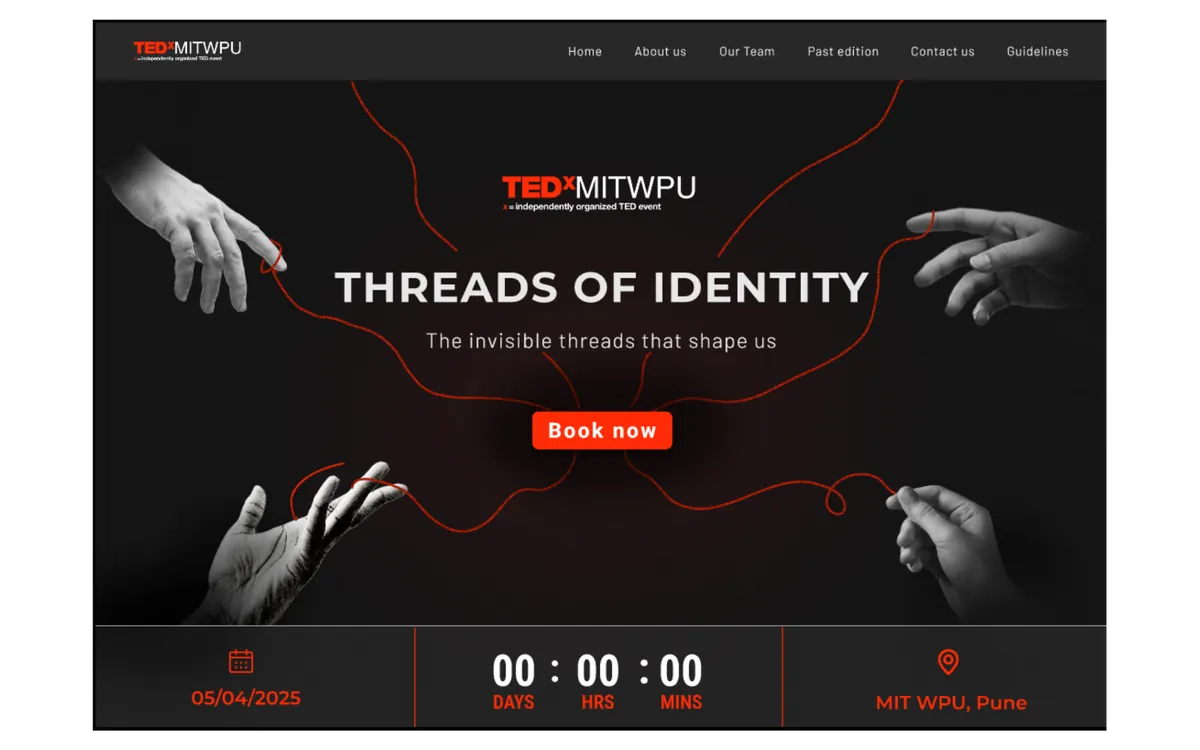 TEDxMITWPU
x = independently organized TED event
Home About us Our Team Past edition Contact us Guidelines
TEDxMITWPU
x = independently organized TED event
THREADS OF IDENTITY
The invisible threads that shape us
Book now
05/04/2025
00 : 00 : 00
DAYS HRS MINS
MIT WPU, Pune